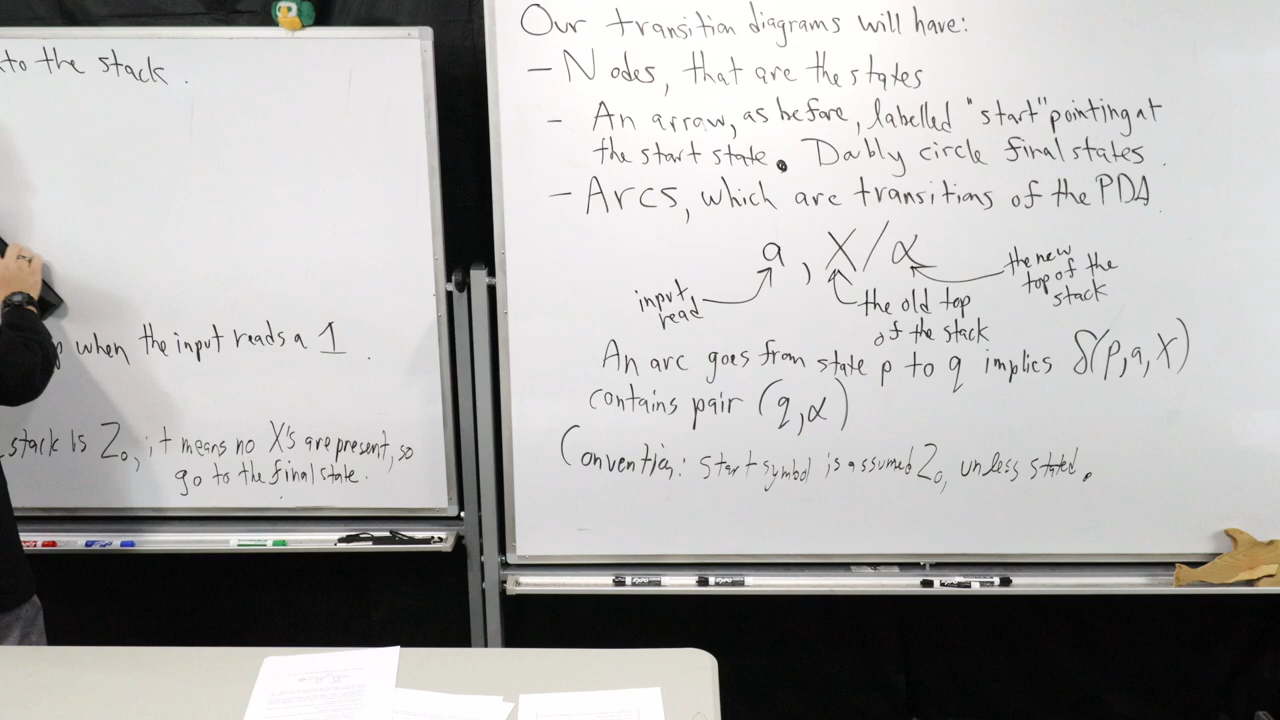 to the stack.
when the input reads a 1.
stack is Z₀, it means no X's are present, so
go to the final state.
Our transition diagrams will have:
- Nodes, that are the states
- An arrow, as before, labelled "start" pointing at
the start state. Doubly circle final states.
- Arcs, which are transitions of the PDA.
a, X/α
input
read
the old top
of the stack
the new
top of the
stack
An arc goes from state p to q implies δ(p,a,X)
contains pair (q,α)
Convention: start symbol is assumed Z₀, unless stated.